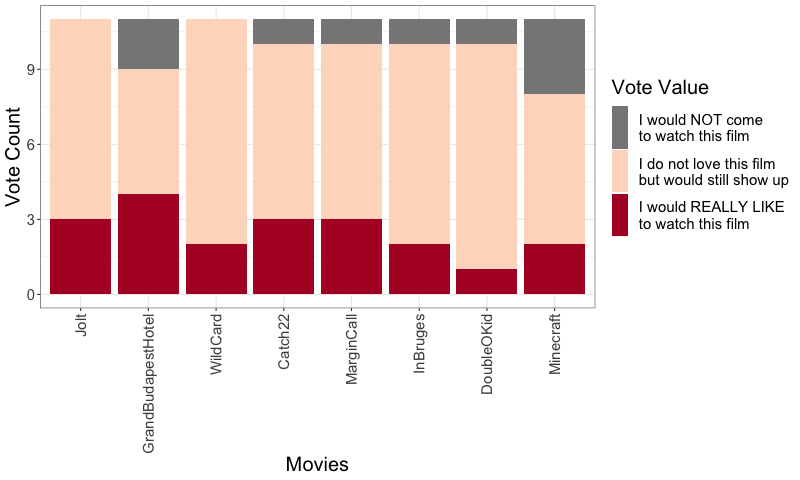 Vote Count
9
6
3
0
Jolt
GrandBudapestHotel
WildCard
Catch22
MarginCall
InBruges
DoubleOKid
Minecraft
Movies
Vote Value
I would NOT come
to watch this film
I do not love this film
but would still show up
I would REALLY LIKE
to watch this film